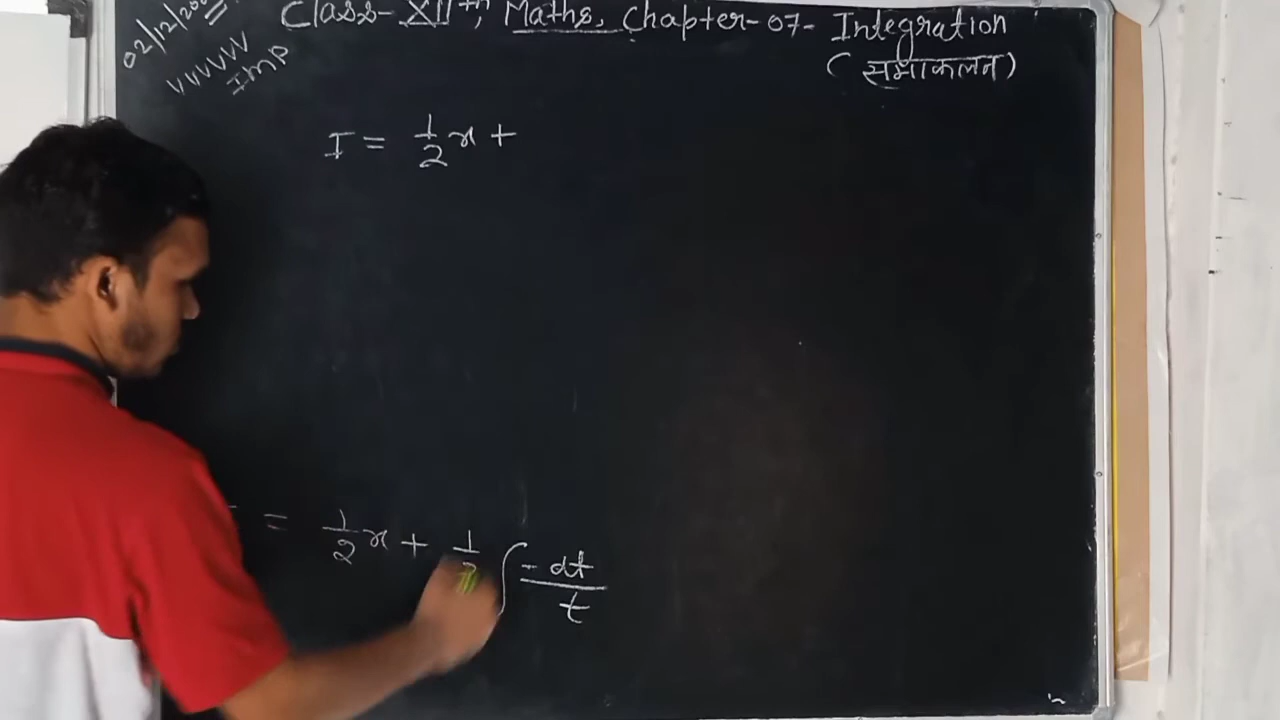 02/12/20
VVVVVV
IMP
Class-XIIth, Maths, Chapter-07- Integration
(समाकलन)
I = 1/2 x +
= 1/2 x + 1/2 ∫ -dt/t